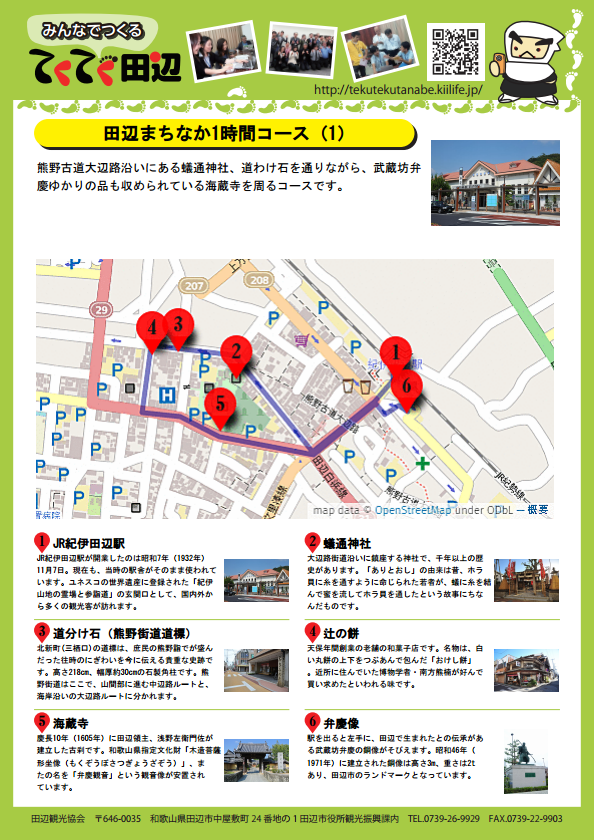 みんなでつくる
てくてく田辺
http://tekutekutanabe.kiilife.jp/
田辺まちなか1時間コース（1）
熊野古道大辺路沿いにある蟻通神社、道わけ石を通りながら、武蔵坊弁
慶ゆかりの品も収められている海蔵寺を周るコースです。
207
208
29
4
3
2
1
5
6
熊野古道大辺路
田辺白浜線
JR紀勢本線
map data © OpenStreetMap under ODbL — 概要
1 JR紀伊田辺駅
JR紀伊田辺駅が開業したのは昭和7年（1932年）
11月7日。現在も、当時の駅舎がそのまま使われて
います。ユネスコの世界遺産に登録された「紀伊
山地の霊場と参詣道」の玄関口として、国内外か
ら多くの観光客が訪れます。
2 蟻通神社
大辺路街道沿いに鎮座する神社で、千年以上の歴
史があります。「ありとおし」の由来は昔、ホラ
貝に糸を通すように命じられた若者が、蟻に糸を結
んで蜜を流してホラ貝を通したという故事にちな
んだものです。
3 道分け石（熊野街道道標）
北新町（三栖口）の道標は、庶民の熊野詣でが盛ん
だった往時のにぎわいを今に伝える貴重な史跡で
す。高さ218cm、幅厚約30cmの石製角柱です。熊
野街道はここで、山間部に進む中辺路ルートと、
海岸沿いの大辺路ルートに分かれます。
4 辻の餅
天保年間創業の老舗の和菓子店です。名物は、白
い丸餅の上下をつぶあんで包んだ「おけし餅」
。近所に住んでいた博物学者・南方熊楠が好んで
買い求めたといわれる味です。
5 海蔵寺
慶長10年（1605年）に田辺領主、浅野左衛門佐が
建立した古刹です。和歌山県指定文化財「木造菩薩
形坐像（もくぞうぼさつぎょうざぞう）」、ま
たの名を「弁慶観音」という観音像が安置され
ています。
6 弁慶像
駅を出ると左手に、田辺で生まれたとの伝承があ
る武蔵坊弁慶の銅像がそびえます。昭和46年（
1971年）に建立された銅像は高さ3m、重さは2t
あり、田辺市のランドマークとなっています。
田辺観光協会　〒646-0035　和歌山県田辺市中屋敷町 24 番地の 1 田辺市役所観光振興課内　TEL.0739-26-9929　FAX.0739-22-9903